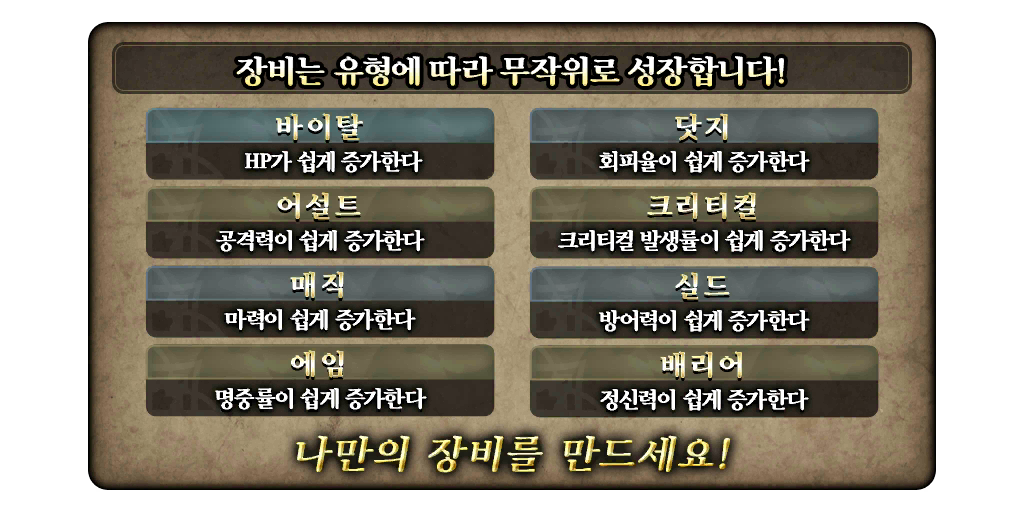 장비는 유형에 따라 무작위로 성장합니다!
바이탈
HP가 쉽게 증가한다
닷지
회피율이 쉽게 증가한다
어설트
공격력이 쉽게 증가한다
크리티컬
크리티컬 발생률이 쉽게 증가한다
매직
마력이 쉽게 증가한다
실드
방어력이 쉽게 증가한다
에임
명중률이 쉽게 증가한다
배리어
정신력이 쉽게 증가한다
나만의 장비를 만드세요!